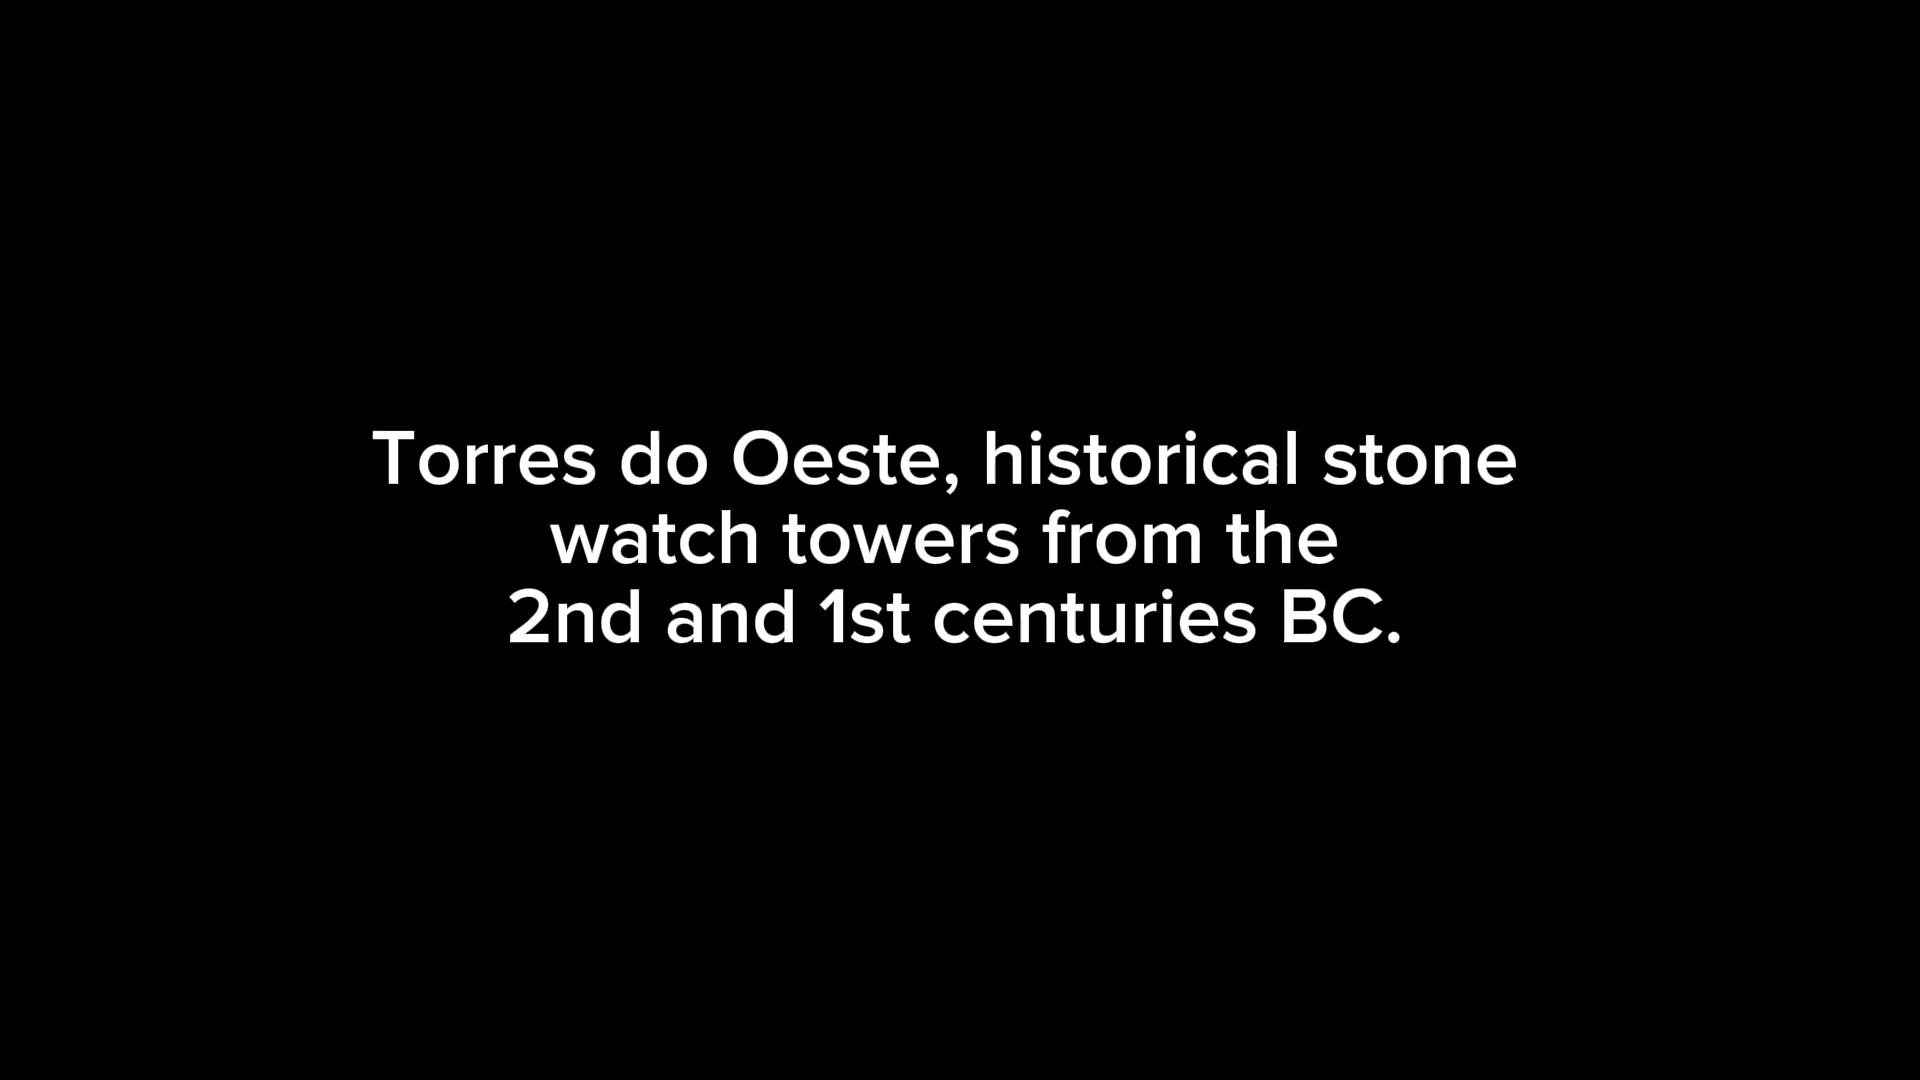 Torres do Oeste, historical stone
watch towers from the
2nd and 1st centuries BC.